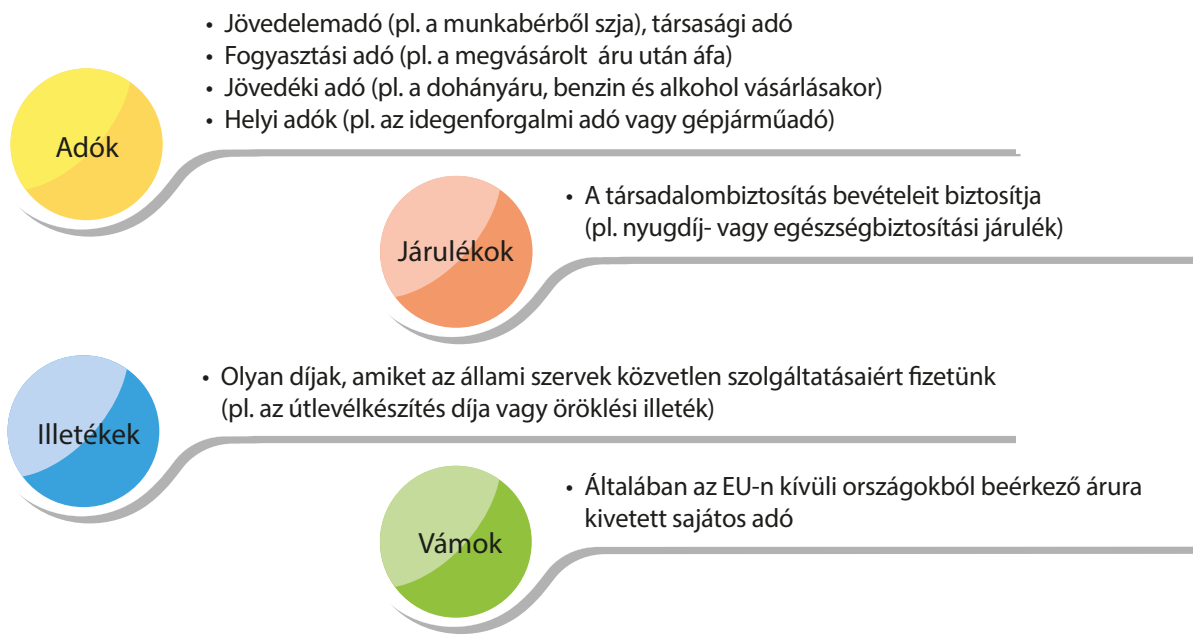 • Jövedelemadó (pl. a munkabérből szja), társasági adó
• Fogyasztási adó (pl. a megvásárolt áru után áfa)
• Jövedéki adó (pl. a dohányáru, benzin és alkohol vásárlásakor)
• Helyi adók (pl. az idegenforgalmi adó vagy gépjárműadó)
Adók
• A társadalombiztosítás bevételeit biztosítja
(pl. nyugdíj- vagy egészségbiztosítási járulék)
Járulékok
• Olyan díjak, amiket az állami szervek közvetlen szolgáltatásaiért fizetünk
(pl. az útlevélkészítés díja vagy öröklési illeték)
Illetékek
• Általában az EU-n kívüli országokból beérkező árura
kivetett sajátos adó
Vámok